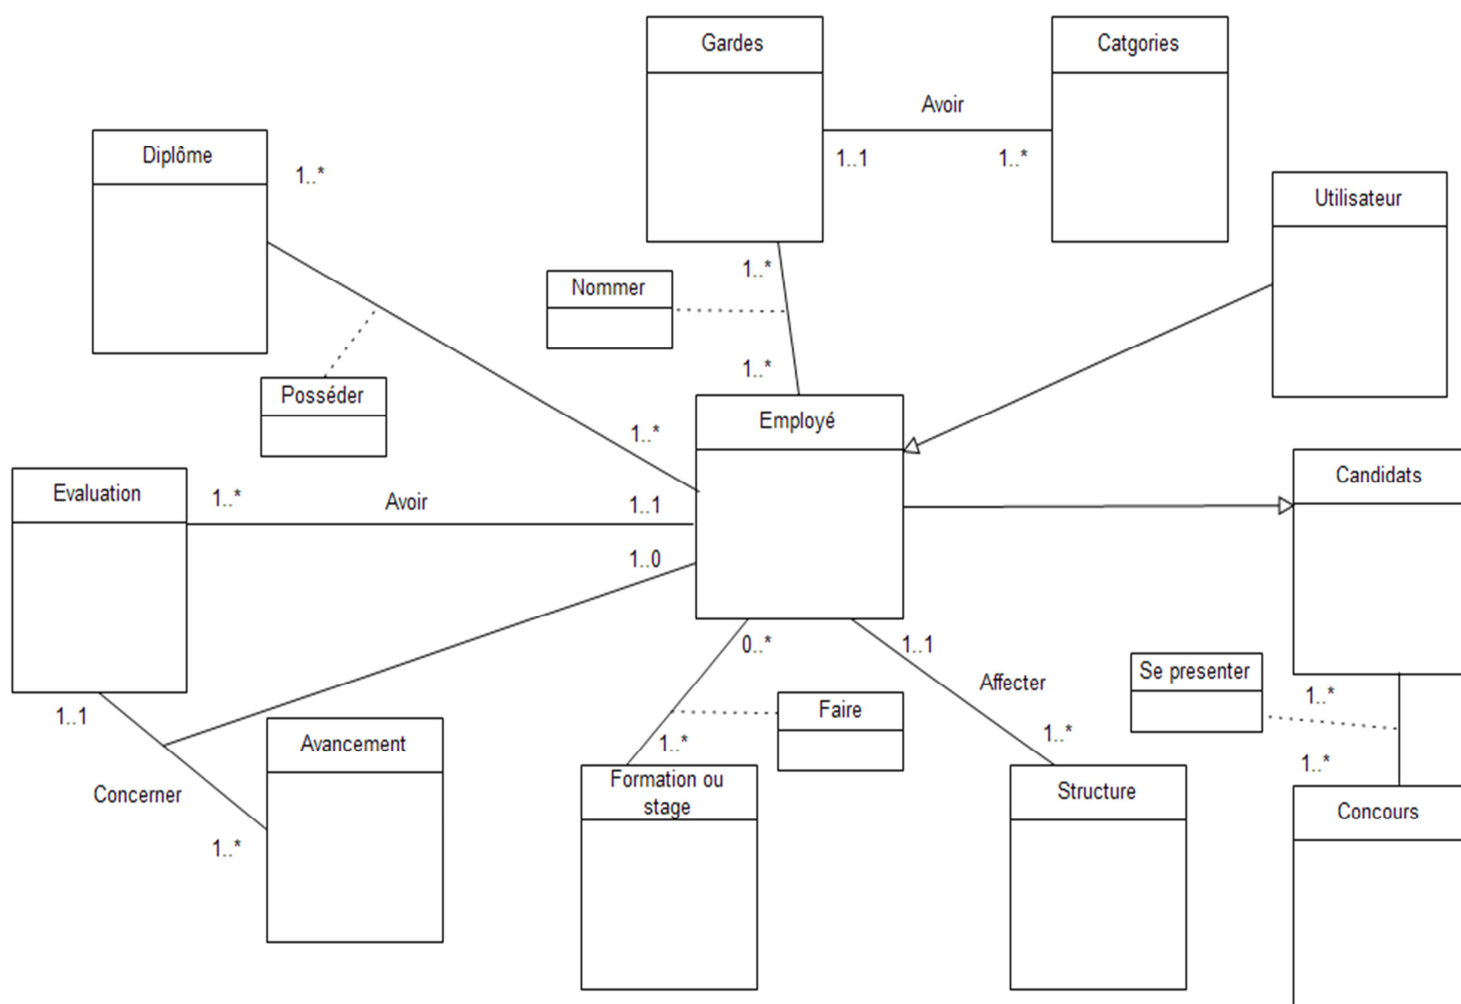 Gardes
Catgories
Avoir
1..1
1..*
Diplôme
1..*
Utilisateur
1..*
Nommer
1..*
Posséder
Employé
1..*
Evaluation
1..*
Avoir
1..1
Candidats
1..0
0..*
1..1
Affecter
Se presenter
1..*
1..1
Faire
Avancement
1..*
1..*
1..*
Concerner
Formation ou
stage
Structure
Concours
1..*